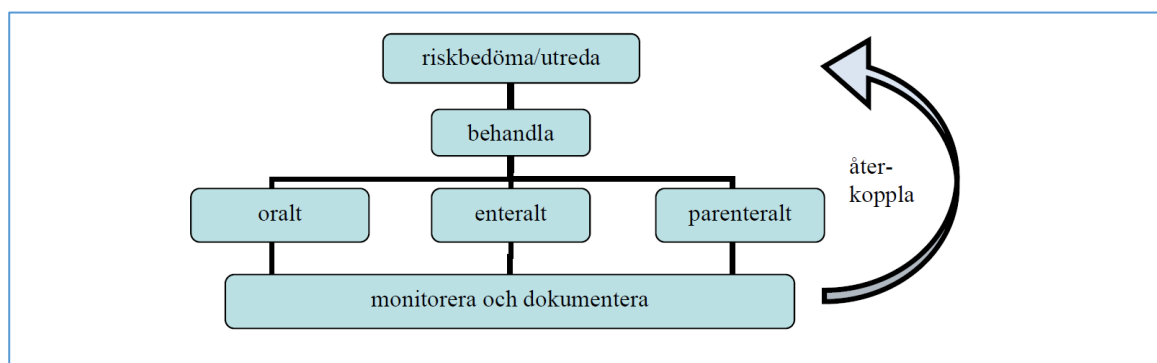 riskbedöma/utreda
behandla
oralt
enteralt
parenteralt
monitorera och dokumentera
åter-
koppla